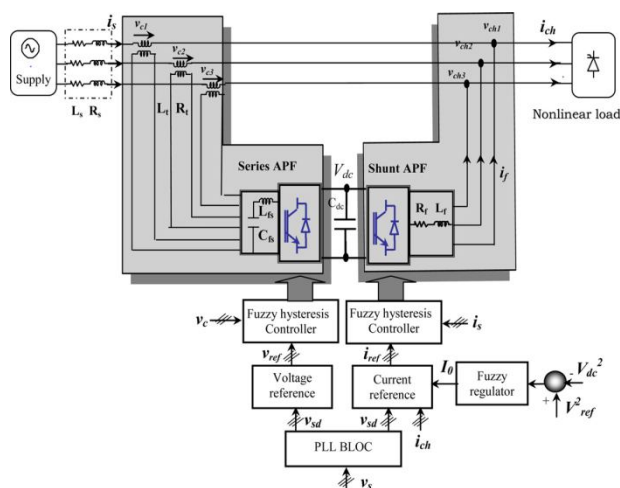 i_s
v_c1
v_c2
v_c3
v_ch1
v_ch2
v_ch3
i_ch
Supply
L_s R_s
L_t R_t
Nonlinear load
Series APF
V_dc
Shunt APF
i_f
C_dc
L_fs
C_fs
R_f L_f
v_c
Fuzzy hysteresis
Controller
Fuzzy hysteresis
Controller
i_s
v_ref
i_ref
I_0
V_dc^2
Voltage
reference
Current
reference
Fuzzy
regulator
-
+
V^2_ref
v_sd
v_sd
i_ch
PLL BLOC
v_s